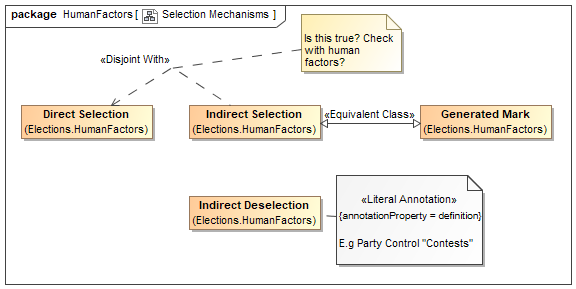 package HumanFactors [ Selection Mechanisms ]
Is this true? Check
with human
factors?
«Disjoint With»
Direct Selection
(Elections.HumanFactors)
Indirect Selection
(Elections.HumanFactors)
«Equivalent Class»
Generated Mark
(Elections.HumanFactors)
Indirect Deselection
(Elections.HumanFactors)
«Literal Annotation»
{annotationProperty = definition}
E.g Party Control "Contests"